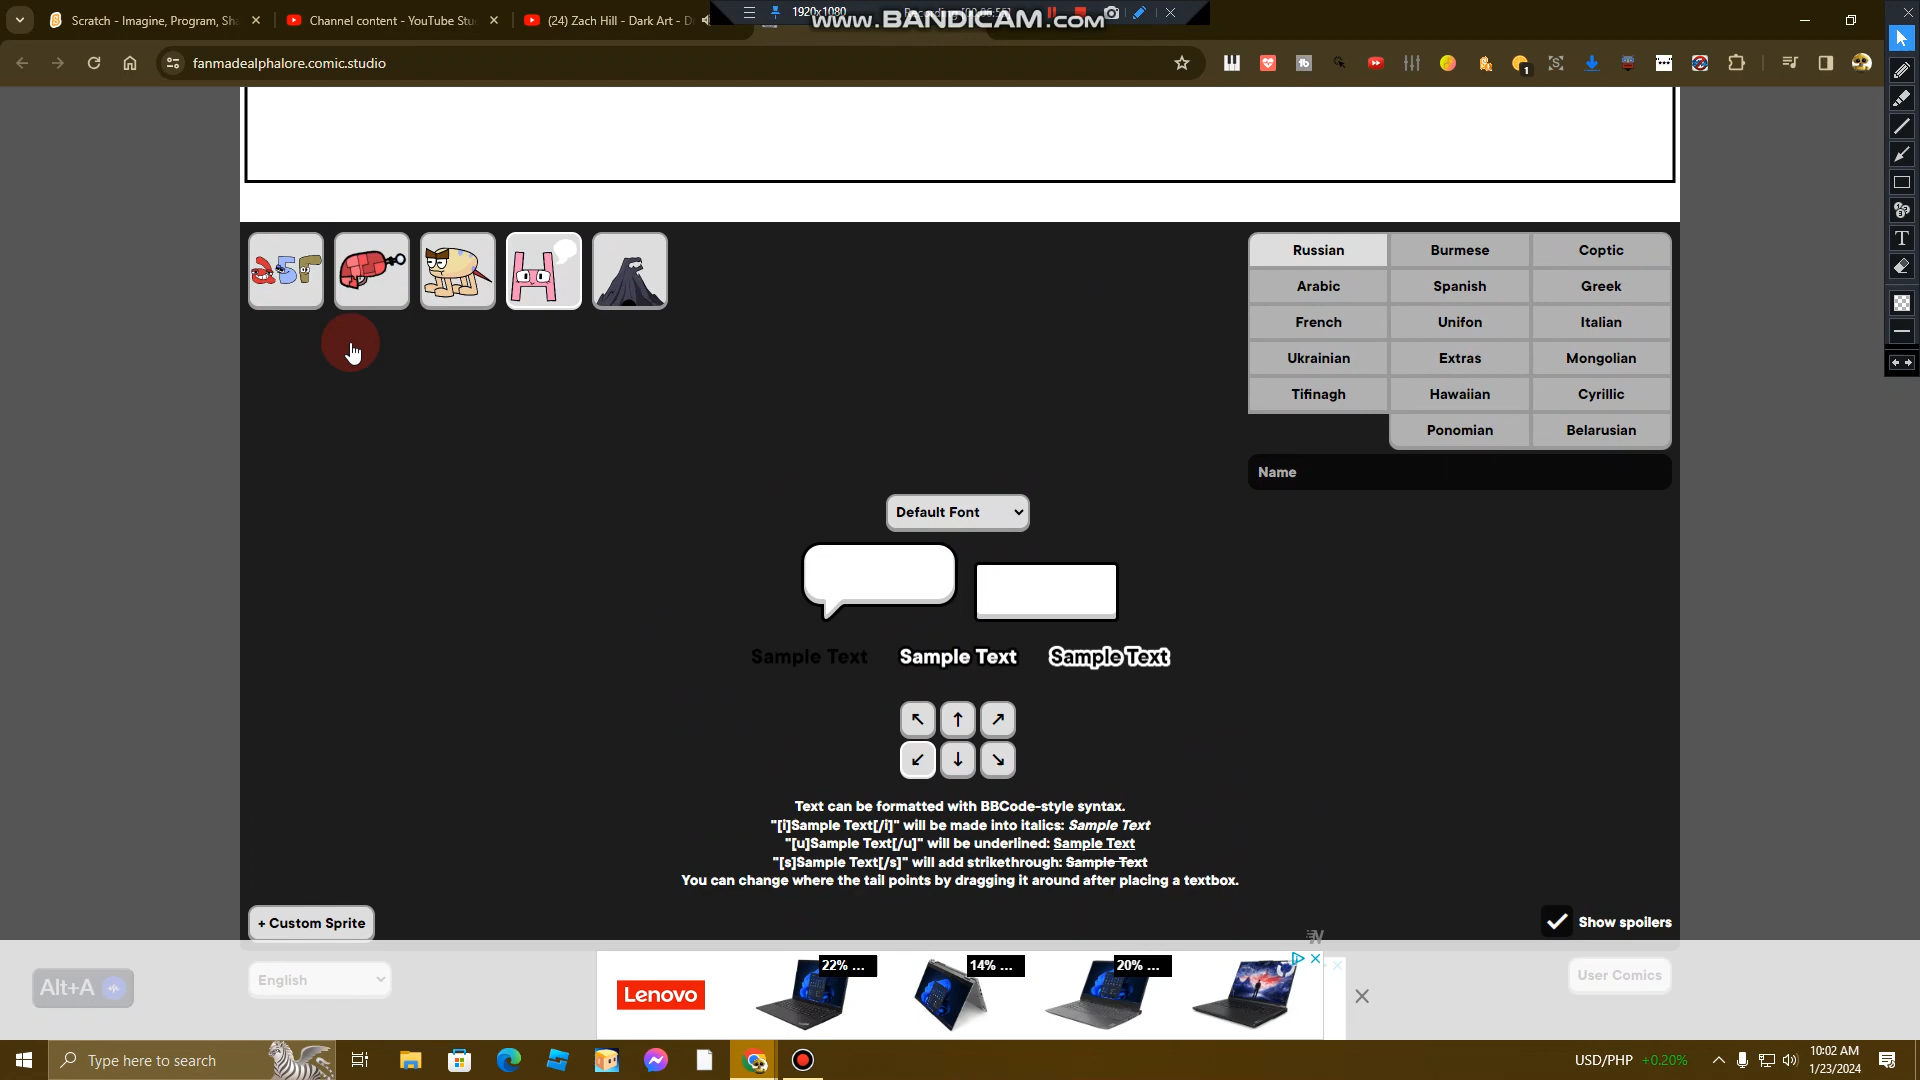 Scratch - Imagine, Program, Sha
Channel content - YouTube Stu
(24) Zach Hill - Dark Art - D
1920x1080
www.BANDICAM.com
fanmadealphalore.comic.studio
1
Russian
Burmese
Coptic
Arabic
Spanish
Greek
French
Unifon
Italian
Ukrainian
Extras
Mongolian
Tifinagh
Hawaiian
Cyrillic
Ponomian
Belarusian
Name
Default Font
Sample Text
Sample Text
Sample Text
Text can be formatted with BBCode-style syntax.
"[i]Sample Text[/i]" will be made into italics: Sample Text
"[u]Sample Text[/u]" will be underlined: Sample Text
"[s]Sample Text[/s]" will add strikethrough: Sample Text
You can change where the tail points by dragging it around after placing a textbox.
+ Custom Sprite
Show spoilers
Alt+A
English
Lenovo
22% ...
14% ...
20% ...
User Comics
Type here to search
USD/PHP +0.20%
10:02 AM
1/23/2024